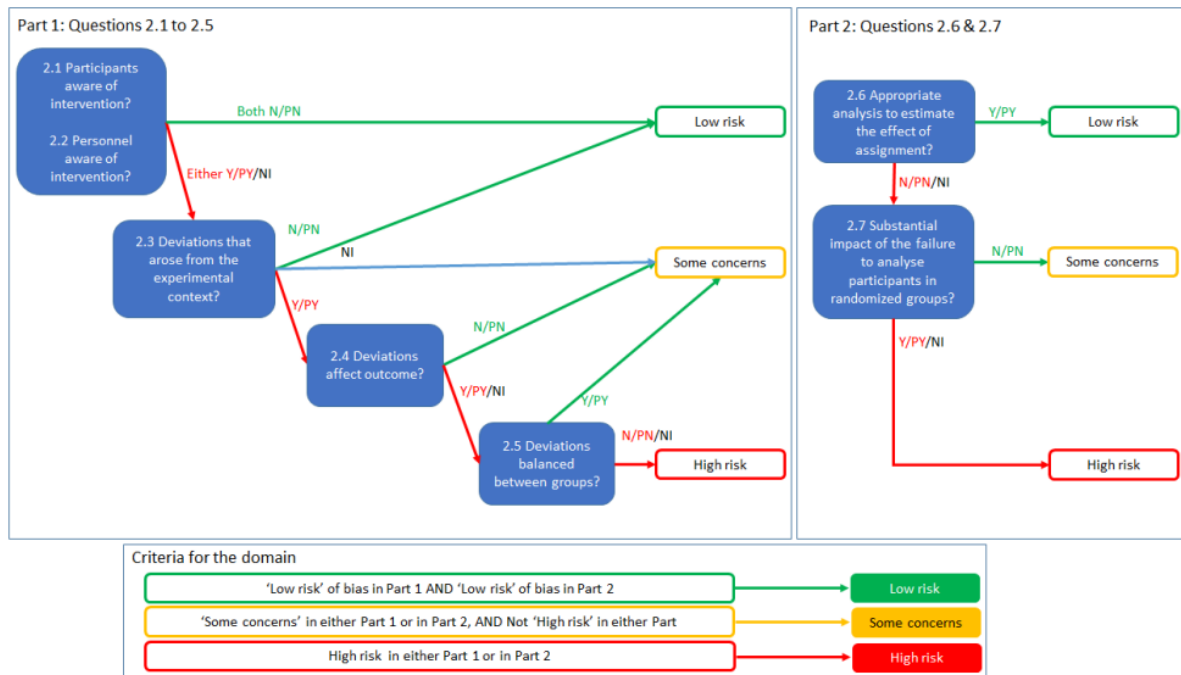 Part 1: Questions 2.1 to 2.5
2.1 Participants
aware of
intervention?
2.2 Personnel
aware of
intervention?
Both N/PN
Low risk
Either Y/PY/NI
2.3 Deviations that
arose from the
experimental
context?
N/PN
NI
Some concerns
Y/PY
2.4 Deviations
affect outcome?
N/PN
Y/PY/NI
Y/PY
2.5 Deviations
balanced
between groups?
N/PN/NI
High risk
Part 2: Questions 2.6 & 2.7
2.6 Appropriate
analysis to estimate
the effect of
assignment?
Y/PY
Low risk
N/PN/NI
2.7 Substantial
impact of the failure
to analyse
participants in
randomized groups?
N/PN
Some concerns
Y/PY/NI
High risk
Criteria for the domain
‘Low risk’ of bias in Part 1 AND ‘Low risk’ of bias in Part 2
Low risk
‘Some concerns’ in either Part 1 or in Part 2, AND Not ‘High risk’ in either Part
Some concerns
High risk in either Part 1 or in Part 2
High risk